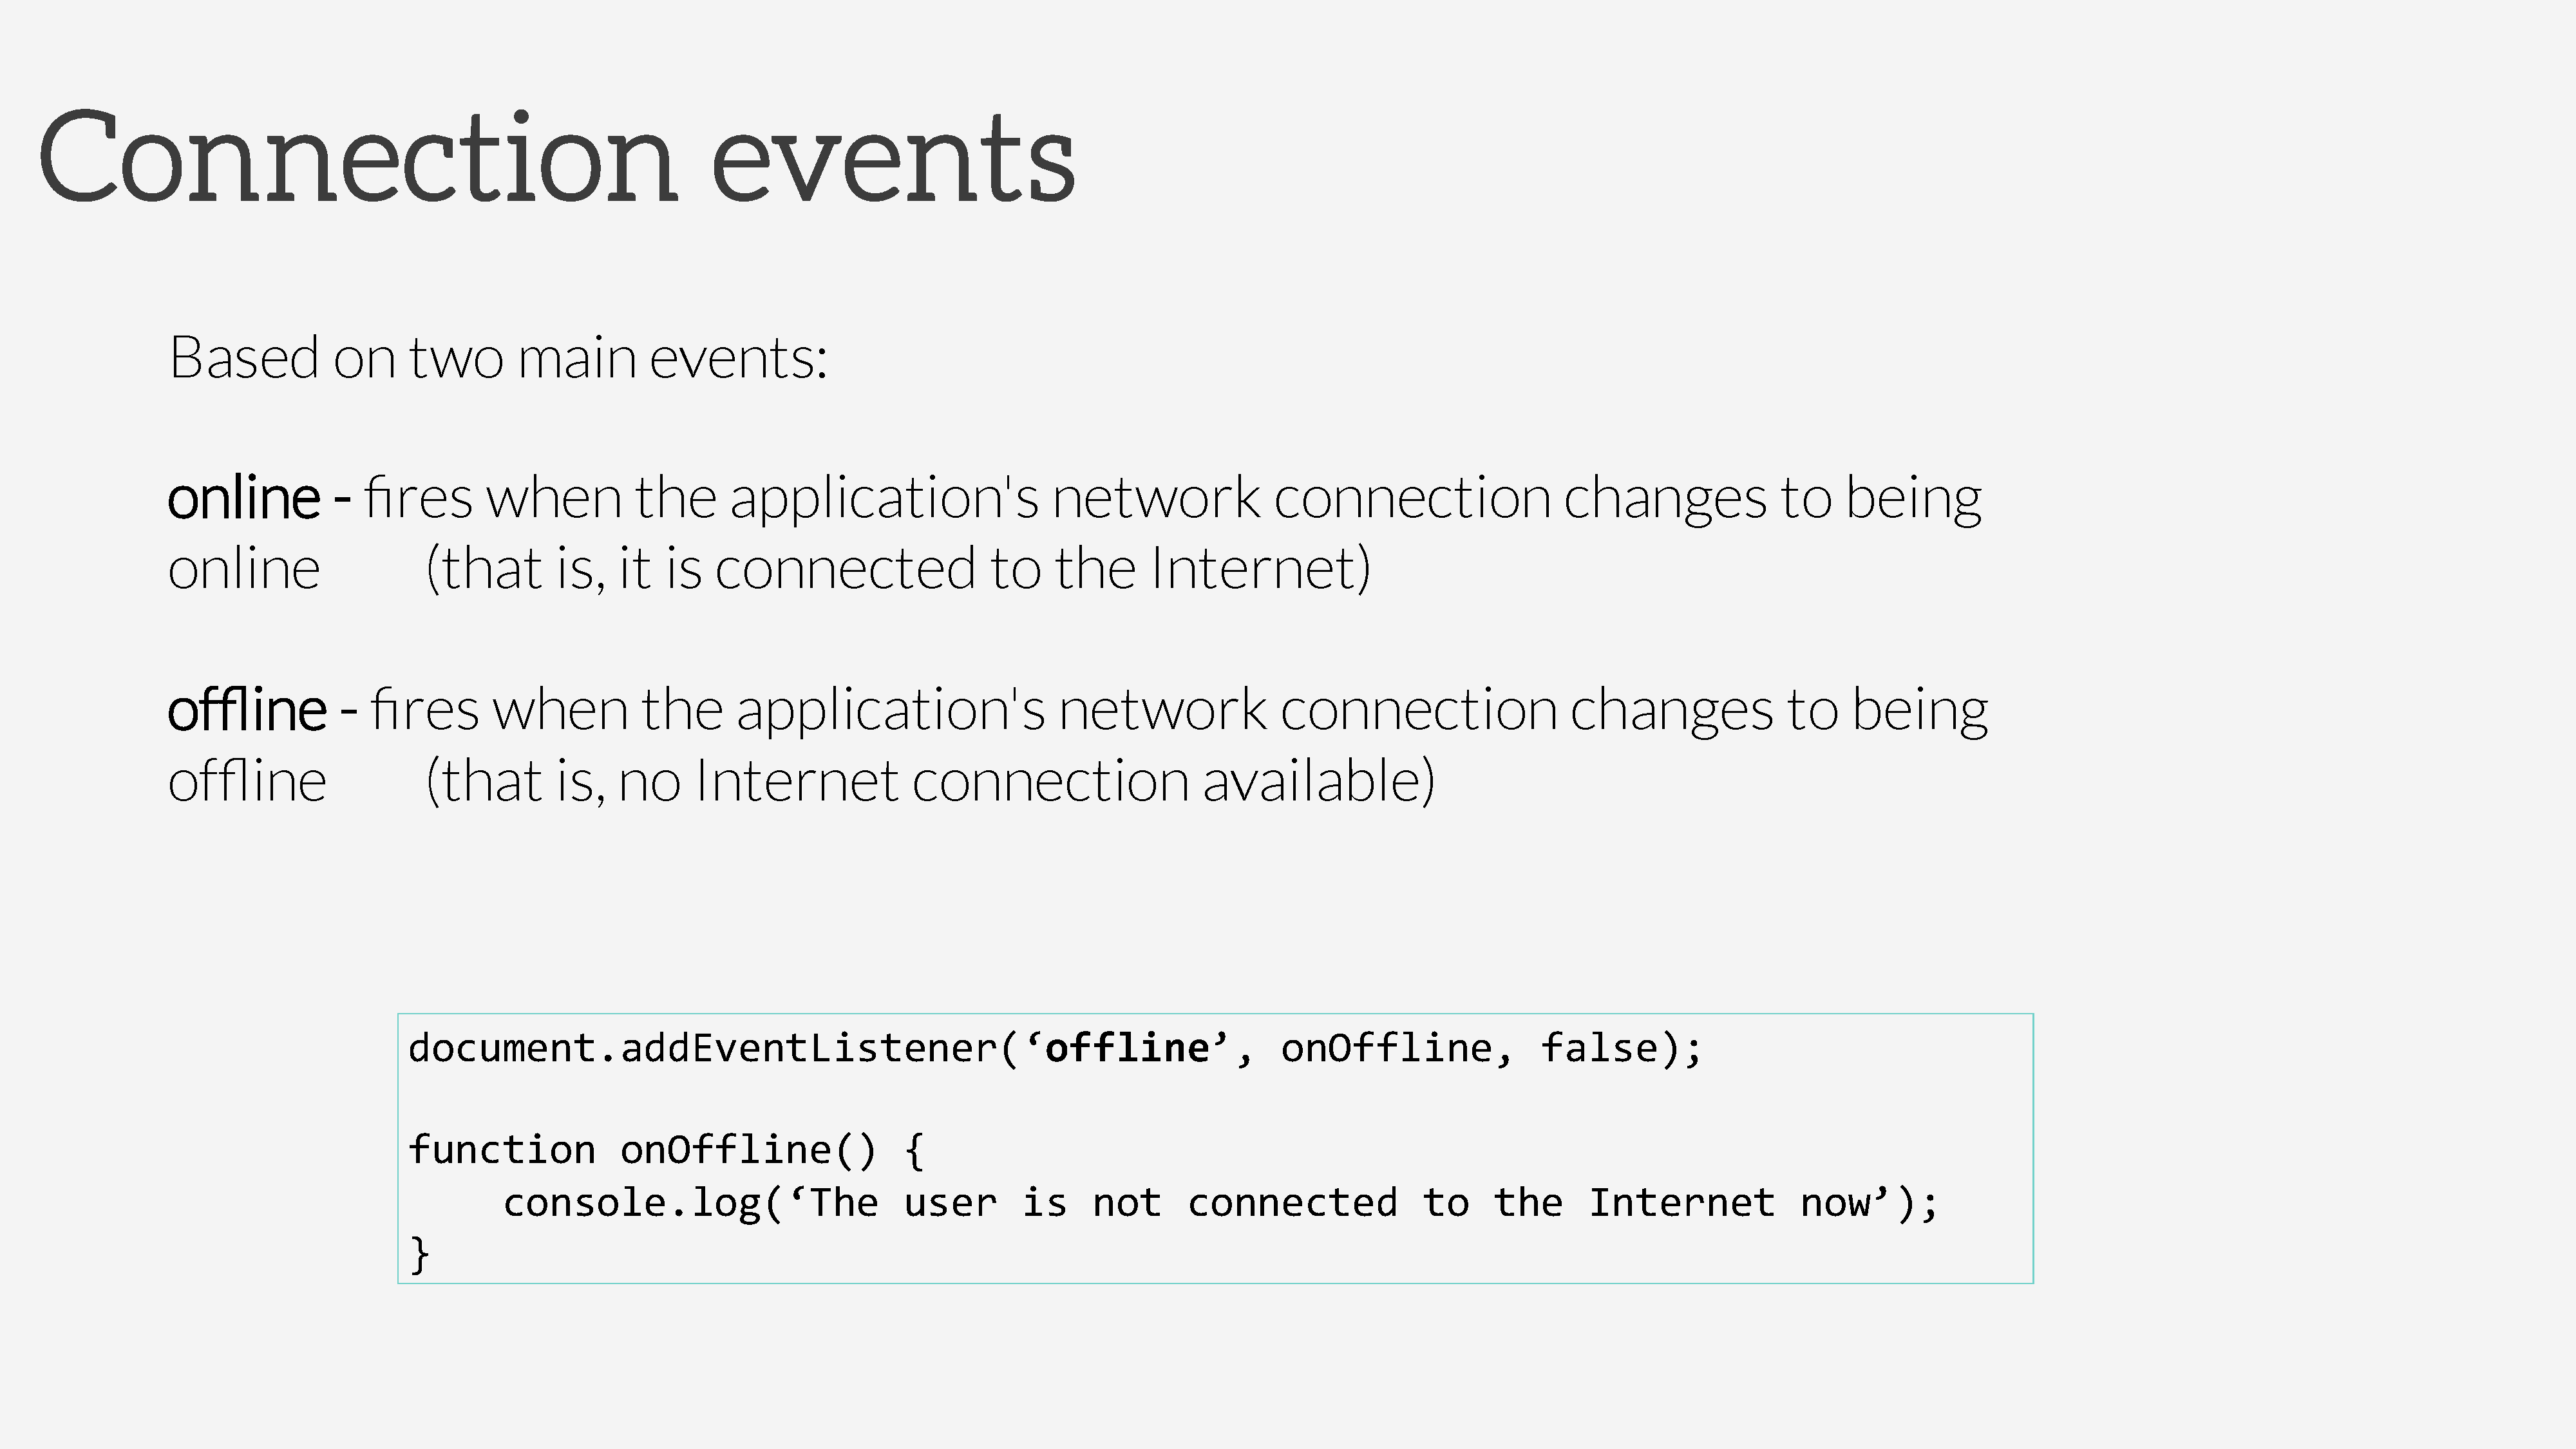 Connection events
Based on two main events:
online - fires when the application's network connection changes to being
online (that is, it is connected to the Internet)
offline - fires when the application's network connection changes to being
offline (that is, no Internet connection available)
document.addEventListener(‘offline’, onOffline, false);
function onOffline() {
    console.log(‘The user is not connected to the Internet now’);
}